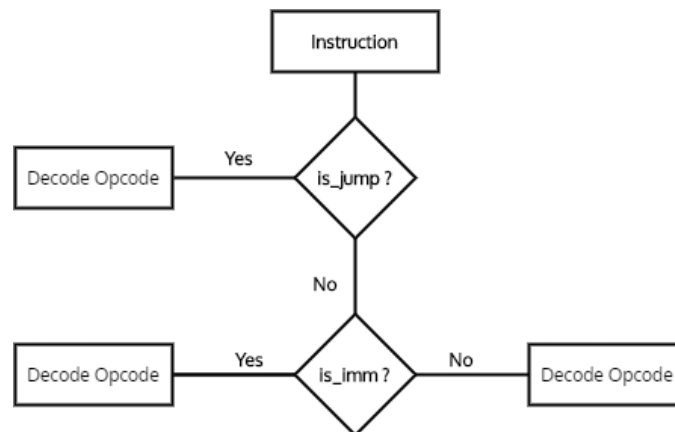 Instruction
Yes
Decode Opcode
is_jump ?
No
Yes
No
Decode Opcode
is_imm ?
Decode Opcode